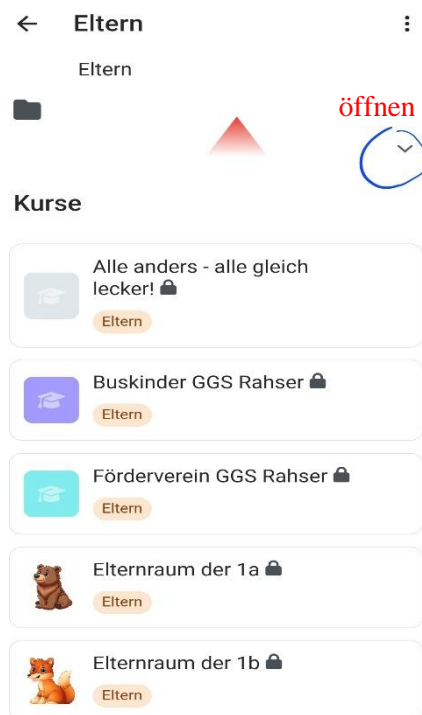 Eltern
Eltern
öffnen
Kurse
Alle anders - alle gleich
lecker!
Eltern
Buskinder GGS Rahser
Eltern
Förderverein GGS Rahser
Eltern
Elternraum der 1a
Eltern
Elternraum der 1b
Eltern